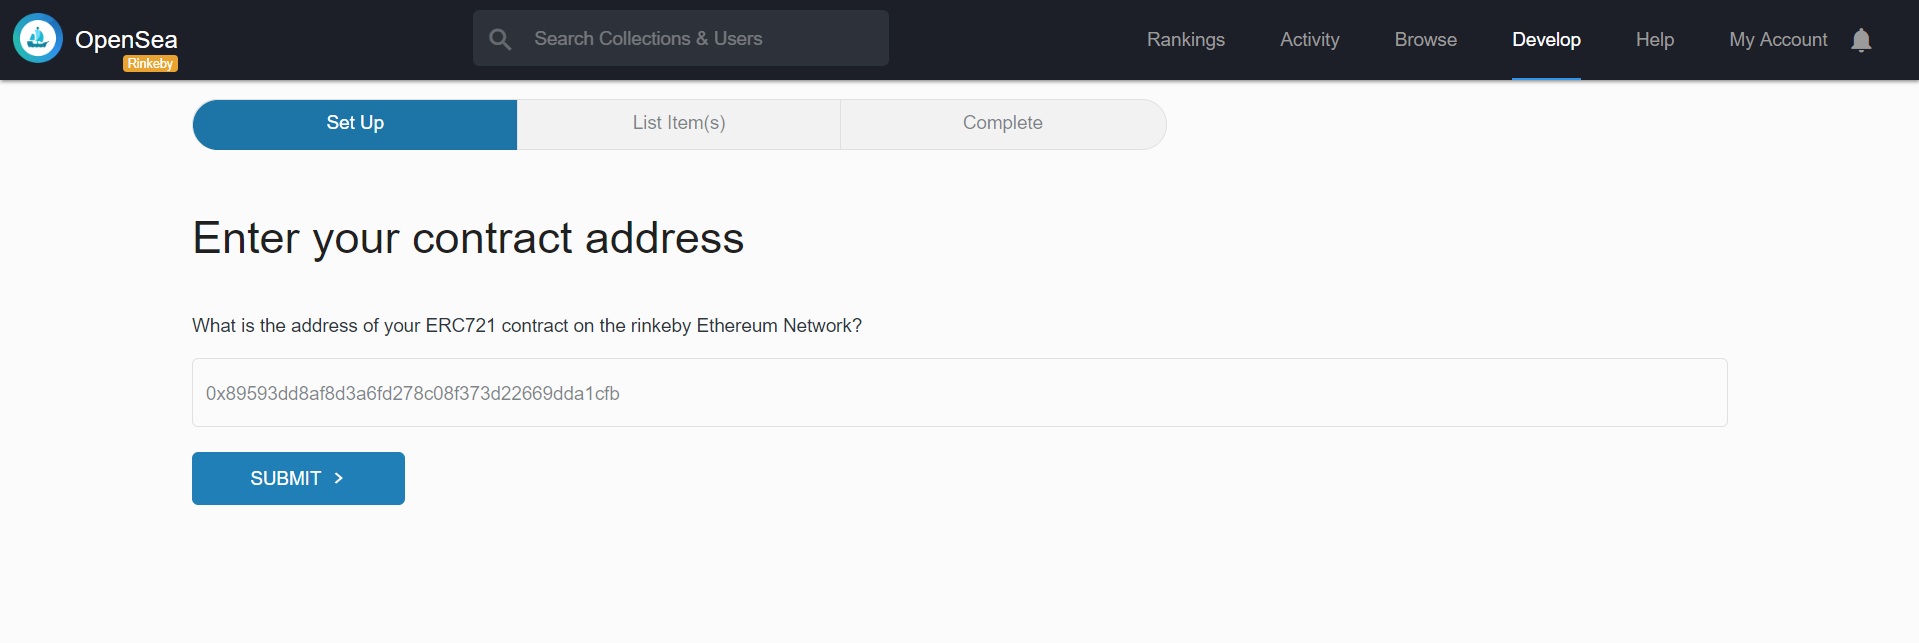 OpenSea
Rinkeby
Search Collections & Users
Rankings
Activity
Browse
Develop
Help
My Account
Set Up
List Item(s)
Complete
Enter your contract address
What is the address of your ERC721 contract on the rinkeby Ethereum Network?
0x89593dd8af8d3a6fd278c08f373d22669dda1cfb
SUBMIT >